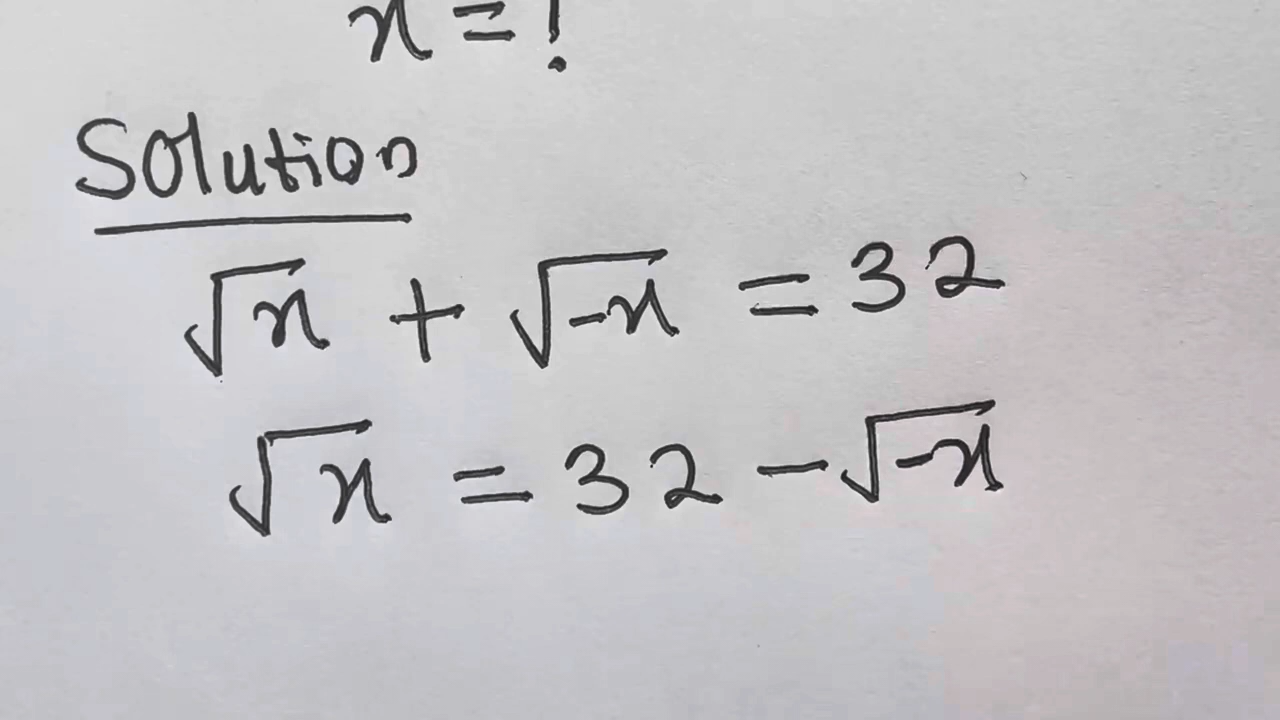 x = ?
Solution
√x + √-x = 32
√x = 32 - √-x